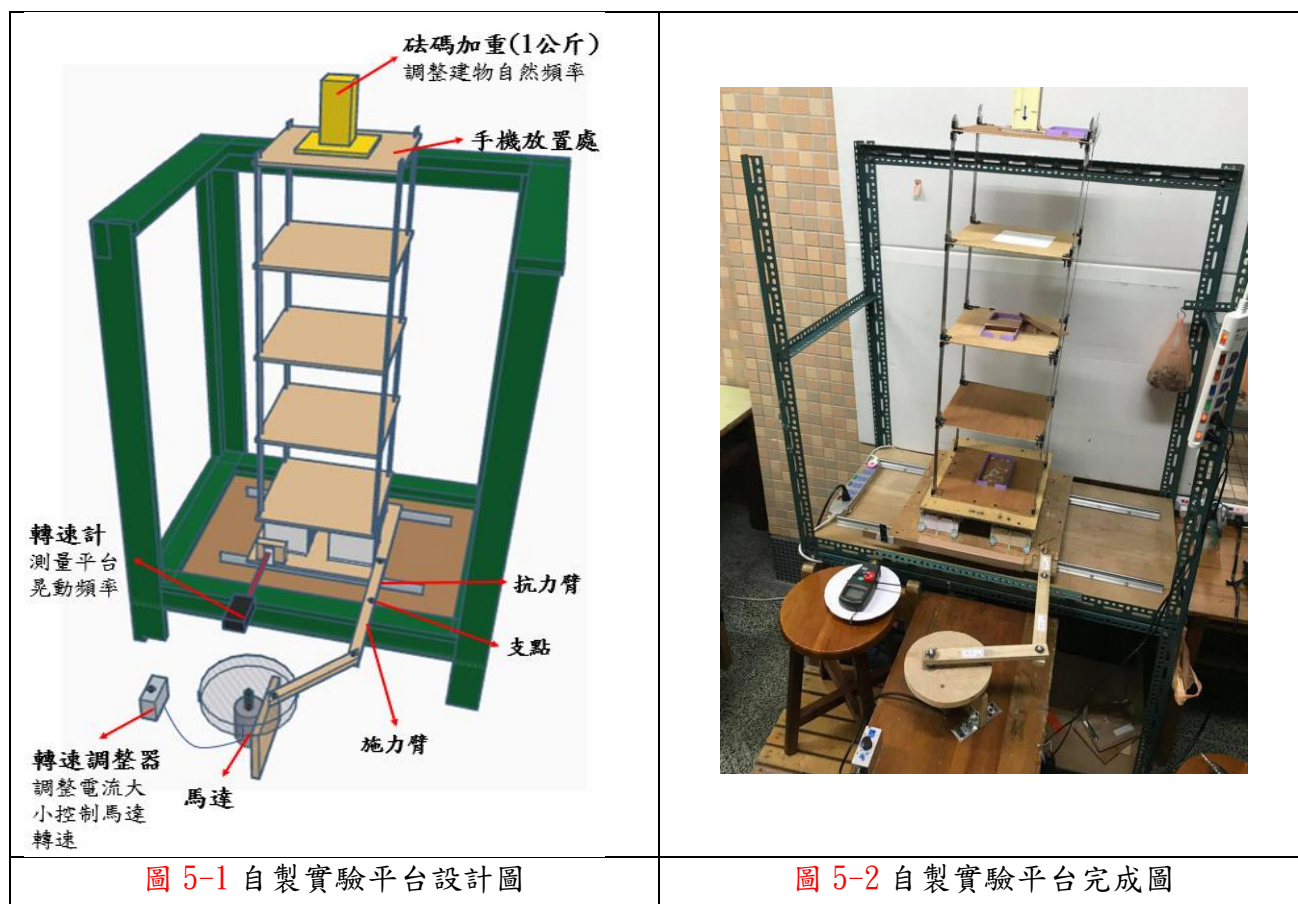 砝碼加重(1公斤)
調整建物自然頻率
手機放置處
轉速計
測量平台
晃動頻率
抗力臂
支點
施力臂
轉速調整器
調整電流大
小控制馬達
轉速
馬達
圖 5-1 自製實驗平台設計圖
圖 5-2 自製實驗平台完成圖